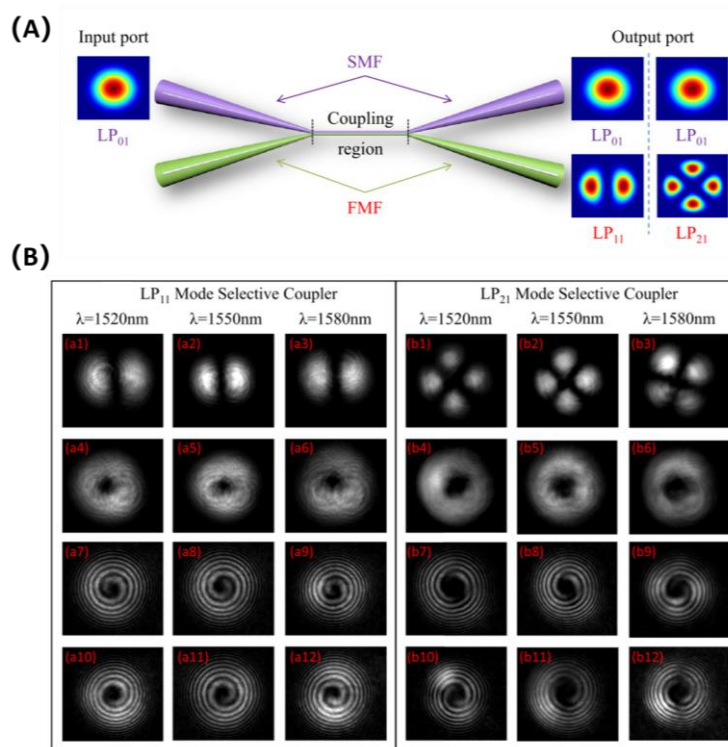 (A)
Input port
Output port
SMF
LP₀₁
Coupling
region
LP₀₁
LP₀₁
FMF
LP₁₁
LP₂₁
(B)
LP₁₁ Mode Selective Coupler
λ=1520nm
λ=1550nm
λ=1580nm
LP₂₁ Mode Selective Coupler
λ=1520nm
λ=1550nm
λ=1580nm
(a1)
(a2)
(a3)
(b1)
(b2)
(b3)
(a4)
(a5)
(a6)
(b4)
(b5)
(b6)
(a7)
(a8)
(a9)
(b7)
(b8)
(b9)
(a10)
(a11)
(a12)
(b10)
(b11)
(b12)